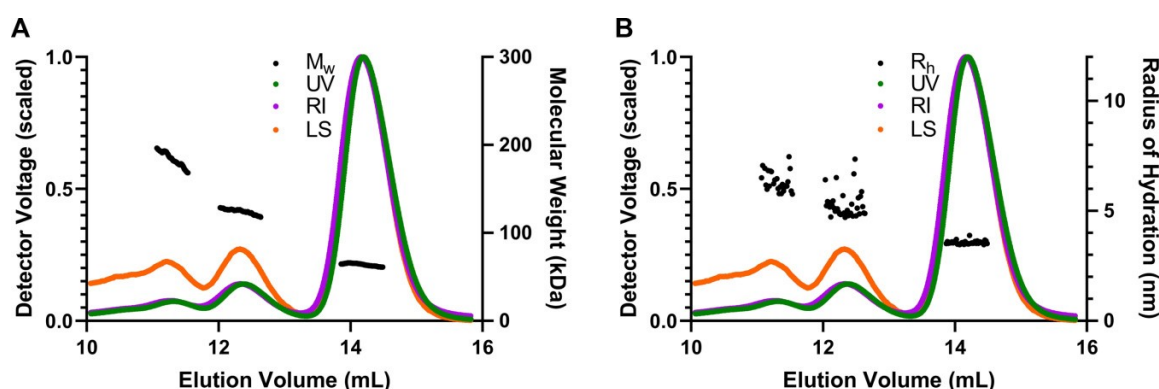 A
1.0
0.5
0.0
Detector Voltage (scaled)
Mw
UV
RI
LS
300
200
100
0
Molecular Weight (kDa)
10
12
14
16
Elution Volume (mL)
B
1.0
0.5
0.0
Detector Voltage (scaled)
Rh
UV
RI
LS
10
5
0
Radius of Hydration (nm)
10
12
14
16
Elution Volume (mL)